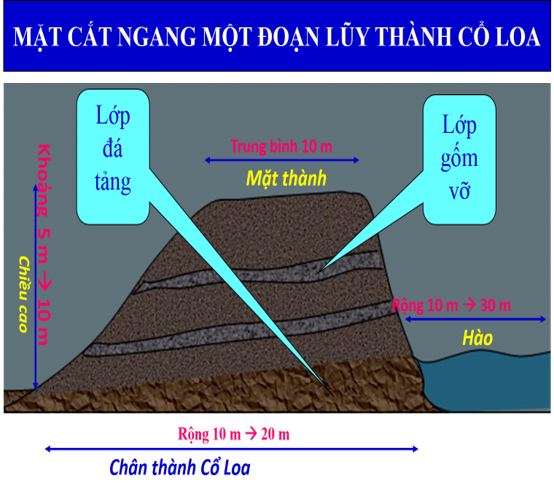 MẶT CẮT NGANG MỘT ĐOẠN LŨY THÀNH CỔ LOA
Lớp
đá
tảng
Lớp
gốm
vỡ
Trung bình 10 m
Mặt thành
Khoảng 5 m → 10 m
Chiều cao
Rộng 10 m → 30 m
Hào
Rộng 10 m → 20 m
Chân thành Cổ Loa